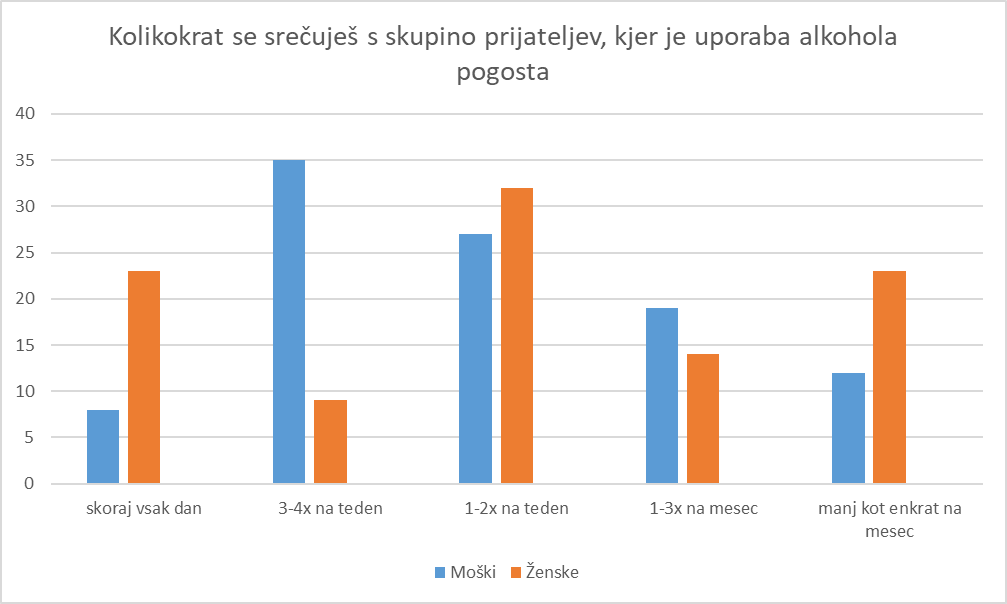 Kolikokrat se srečuješ s skupino prijateljev, kjer je uporaba alkohola
pogosta
40
35
30
25
20
15
10
5
0
skoraj vsak dan
3-4x na teden
1-2x na teden
1-3x na mesec
manj kot enkrat na
mesec
Moški
Ženske